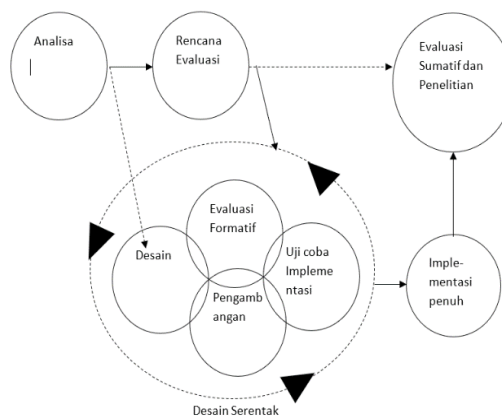 Analisa
Rencana
Evaluasi
Evaluasi
Sumatif dan
Penelitian
Evaluasi
Formatif
Desain
Uji coba
Impleme
ntasi
Pengamb
angan
Imple-
mentasi
penuh
Desain Serentak